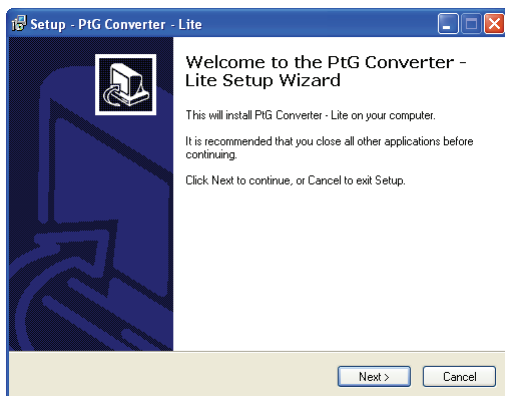 Setup - PtG Converter - Lite
Welcome to the PtG Converter -
Lite Setup Wizard
This will install PtG Converter - Lite on your computer.
It is recommended that you close all other applications before
continuing.
Click Next to continue, or Cancel to exit Setup.
Next > Cancel